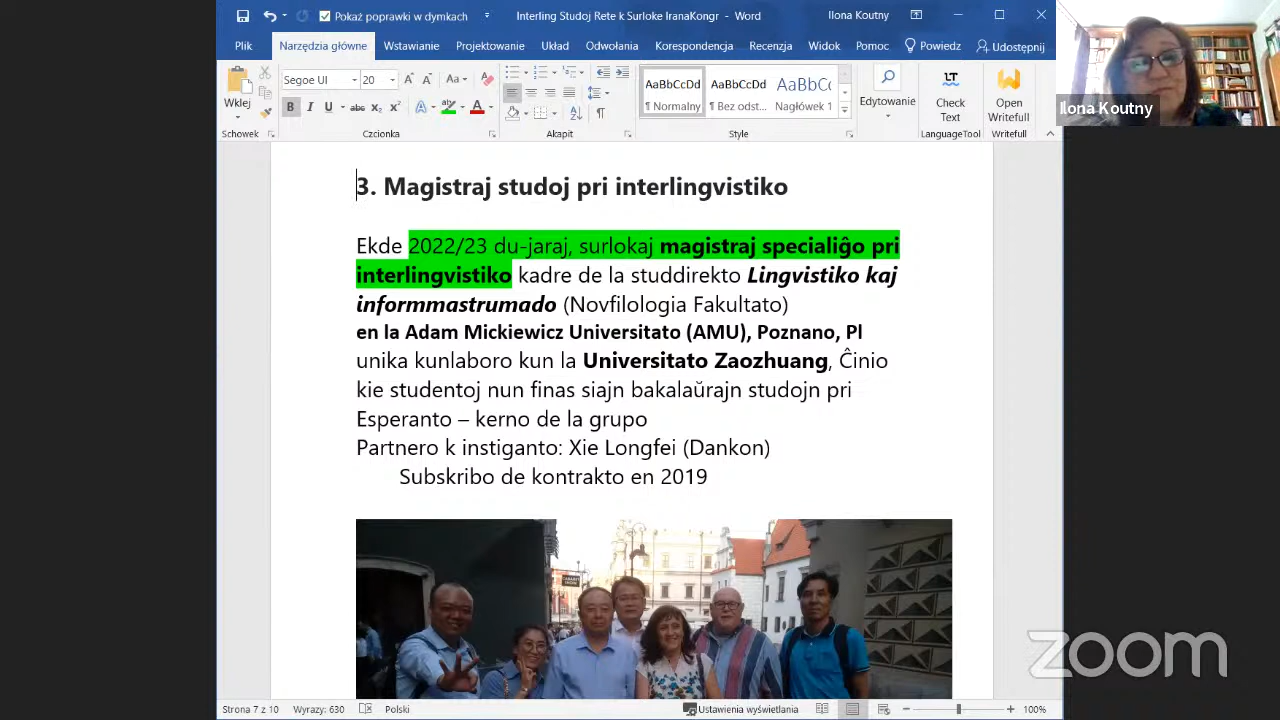 Pokaż poprawki w dymkach
Interling Studoj Rete k Surloke IranaKongr - Word
Ilona Koutny
Plik
Narzędzia główne
Wstawianie
Projektowanie
Układ
Odwołania
Korespondencja
Recenzja
Widok
Pomoc
Powiedz
Udostępnij
Wklej
Segoe UI
20
AaBbCcDd
AaBbCcDd
AaBbCc
¶ Normalny
¶ Bez odst...
Nagłówek 1
Edytowanie
Check Text
Open Writefull
Schowek
Czcionka
Akapit
Style
LanguageTool
Writefull
Ilona Koutny
3. Magistraj studoj pri interlingvistiko
Ekde 2022/23 du-jaraj, surlokaj magistraj specialiĝo pri
interlingvistiko kadre de la studdirekto Lingvistiko kaj
informmastrumado (Novfilologia Fakultato)
en la Adam Mickiewicz Universitato (AMU), Poznano, Pl
unika kunlaboro kun la Universitato Zaozhuang, Ĉinio
kie studentoj nun finas siajn bakalaŭrajn studojn pri
Esperanto – kerno de la grupo
Partnero k instiganto: Xie Longfei (Dankon)
Subskribo de kontrakto en 2019
zoom
Strona 7 z 10
Wyrazy: 630
Polski
Ustawienia wyświetlania
100%